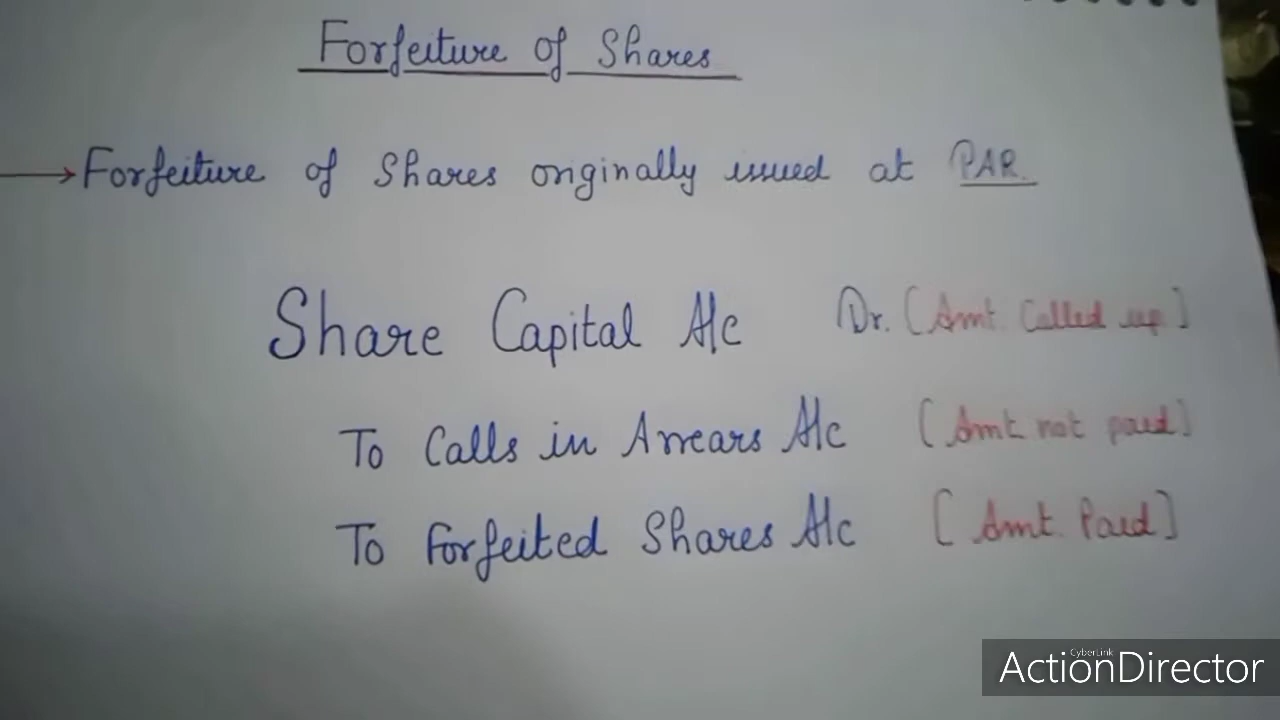 Forfeiture of Shares
Forfeiture of Shares originally issued at PAR.
Share Capital A/c Dr. [Amt. Called up]
To Calls in Arrears A/c [Amt not paid]
To Forfeited Shares A/c [Amt. Paid]
CyberLink
ActionDirector